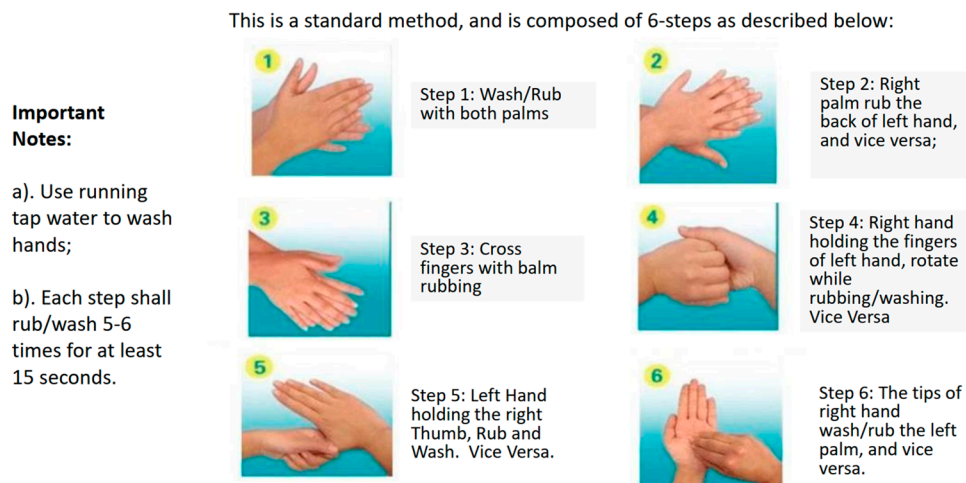 This is a standard method, and is composed of 6-steps as described below:
Important
Notes:
a). Use running
tap water to wash
hands;
b). Each step shall
rub/wash 5-6
times for at least
15 seconds.
1
Step 1: Wash/Rub
with both palms
2
Step 2: Right
palm rub the
back of left hand,
and vice versa;
3
Step 3: Cross
fingers with balm
rubbing
4
Step 4: Right hand
holding the fingers
of left hand, rotate
while
rubbing/washing.
Vice Versa
5
Step 5: Left Hand
holding the right
Thumb, Rub and
Wash.  Vice Versa.
6
Step 6: The tips of
right hand
wash/rub the left
palm, and vice
versa.